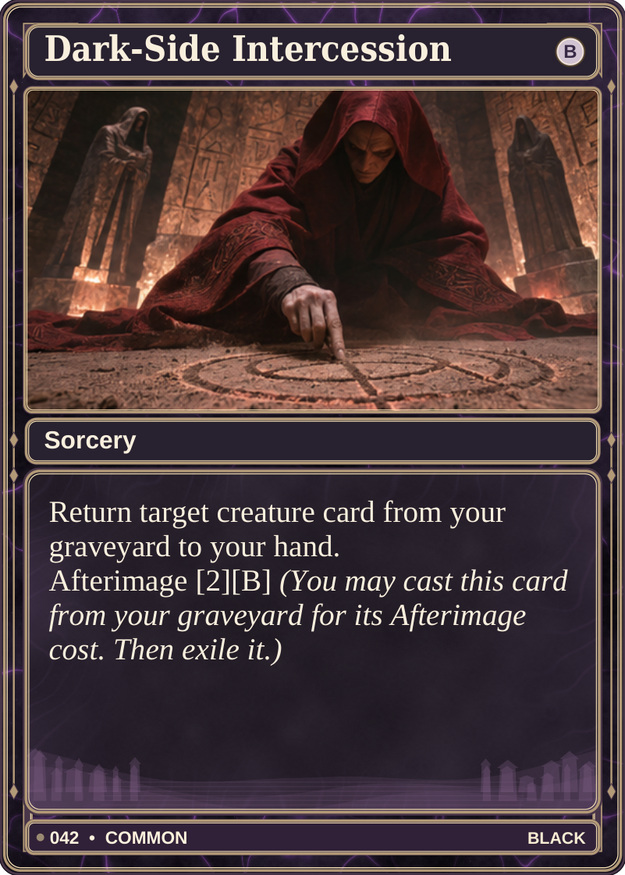 Dark-Side Intercession
B
Sorcery
Return target creature card from your
graveyard to your hand.
Afterimage [2][B] (You may cast this card
from your graveyard for its Afterimage
cost. Then exile it.)
042 • COMMON
BLACK